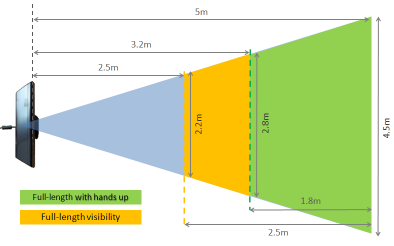 5m
3.2m
2.5m
2.2m
2.8m
4.5m
1.8m
2.5m
Full-length with hands up
Full-length visibility